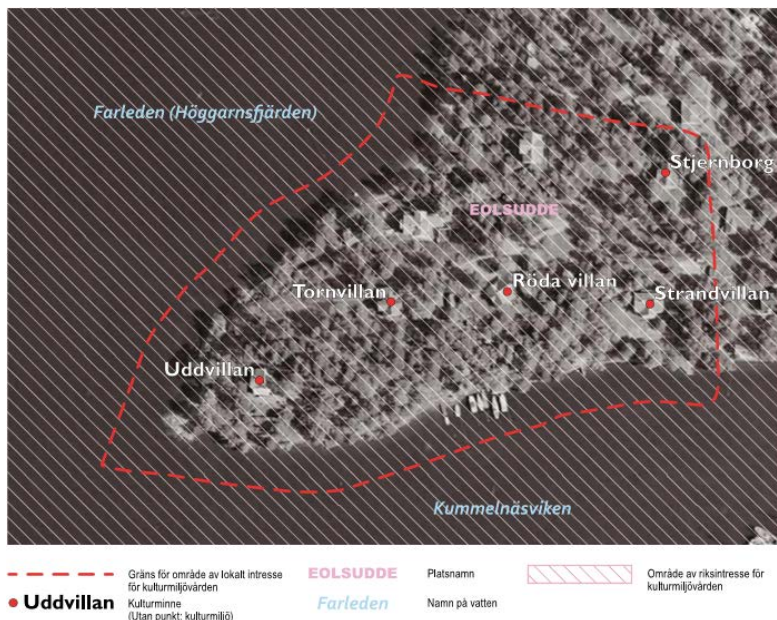 Farleden (Höggarnsfjärden)
Stjernborg
EOLSUDDE
Tornvillan
Röda villan
Strandvillan
Uddvillan
Kummelnäsviken
Gräns för område av lokalt intresse
för kulturmiljövården
EOLSUDDE
Platsnamn
Område av riksintresse för
kulturmiljövården
Uddvillan
Kulturminne
(Utan punkt: kulturmiljö)
Farleden
Namn på vatten